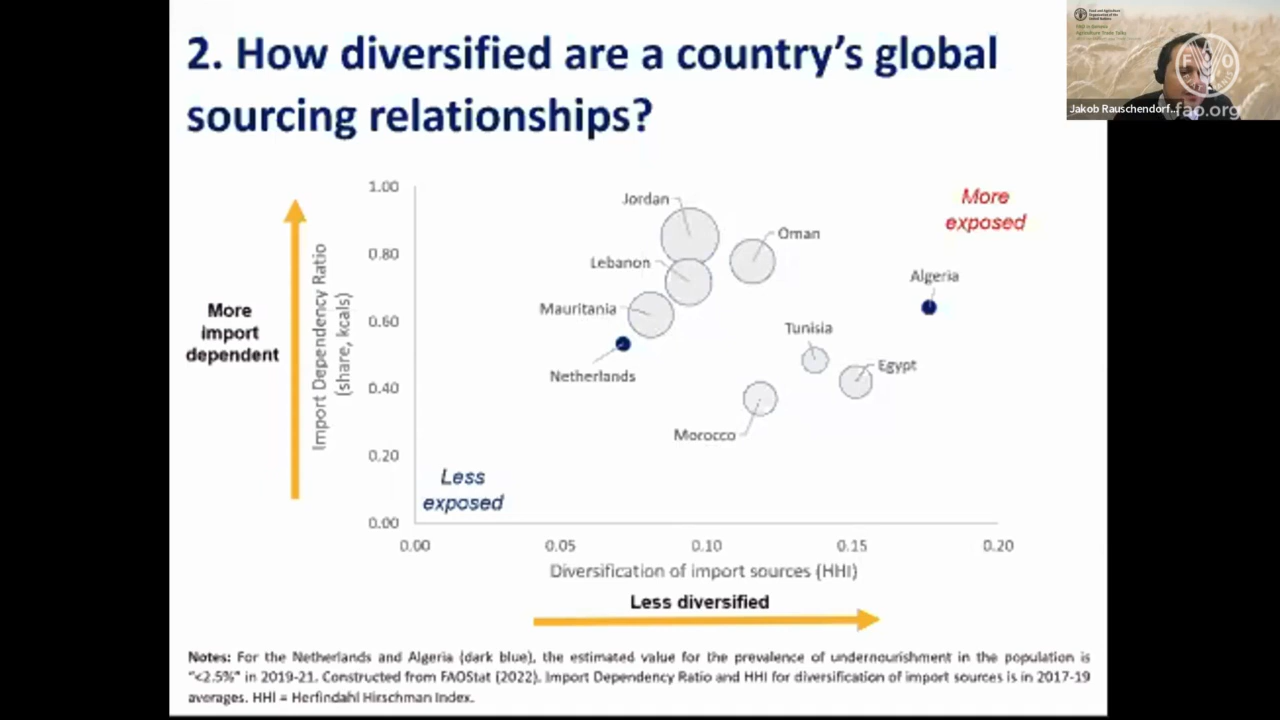 2. How diversified are a country's global
sourcing relationships?
Jakob Rauschendorf...
FAO
fao.org
More
exposed
Less
exposed
More
import
dependent
Import Dependency Ratio
(share, kcals)
1.00
0.80
0.60
0.40
0.20
0.00
Jordan
Oman
Lebanon
Algeria
Mauritania
Tunisia
Egypt
Netherlands
Morocco
0.00
0.05
0.10
0.15
0.20
Diversification of import sources (HHI)
Less diversified
Notes: For the Netherlands and Algeria (dark blue), the estimated value for the prevalence of undernourishment in the population is
"<2.5%" in 2019-21. Constructed from FAOStat (2022). Import Dependency Ratio and HHI for diversification of import sources is in 2017-19
averages. HHI = Herfindahl Hirschman Index.